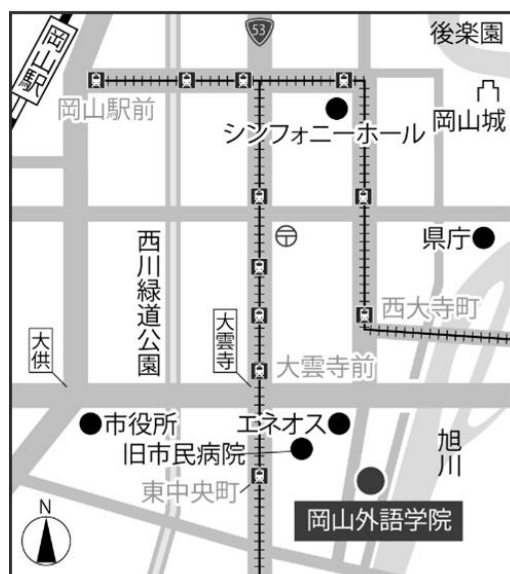 53
後楽園
岡山駅
岡山駅前
岡山城
シンフォニーホール
県庁
西川緑道公園
西大寺町
大供
大雲寺
大雲寺前
市役所
エネオス
旧市民病院
旭川
東中央町
N
岡山外語学院